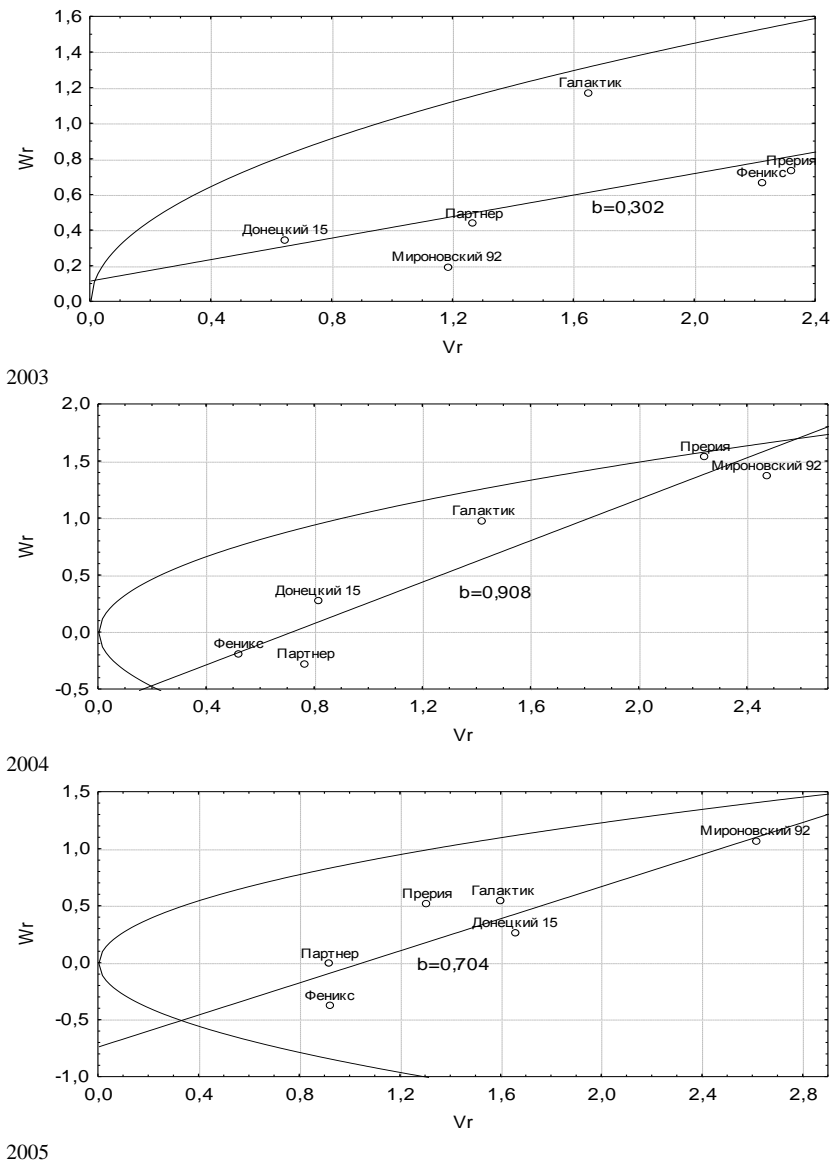 1,6
1,4
1,2
1,0
0,8
0,6
0,4
0,2
0,0
Wr
Галактик
Прерия
Феникс
b=0,302
Партнер
Донецкий 15
Мироновский 92
0,0 0,4 0,8 1,2 1,6 2,0 2,4
Vr
2003
2,0
1,5
1,0
0,5
0,0
-0,5
Wr
Прерия
Мироновский 92
Галактик
Донецкий 15
b=0,908
Феникс
Партнер
0,0 0,4 0,8 1,2 1,6 2,0 2,4
Vr
2004
1,5
1,0
0,5
0,0
-0,5
-1,0
Wr
Мироновский 92
Прерия
Галактик
Донецкий 15
Партнер
b=0,704
Феникс
0,0 0,4 0,8 1,2 1,6 2,0 2,4 2,8
Vr
2005